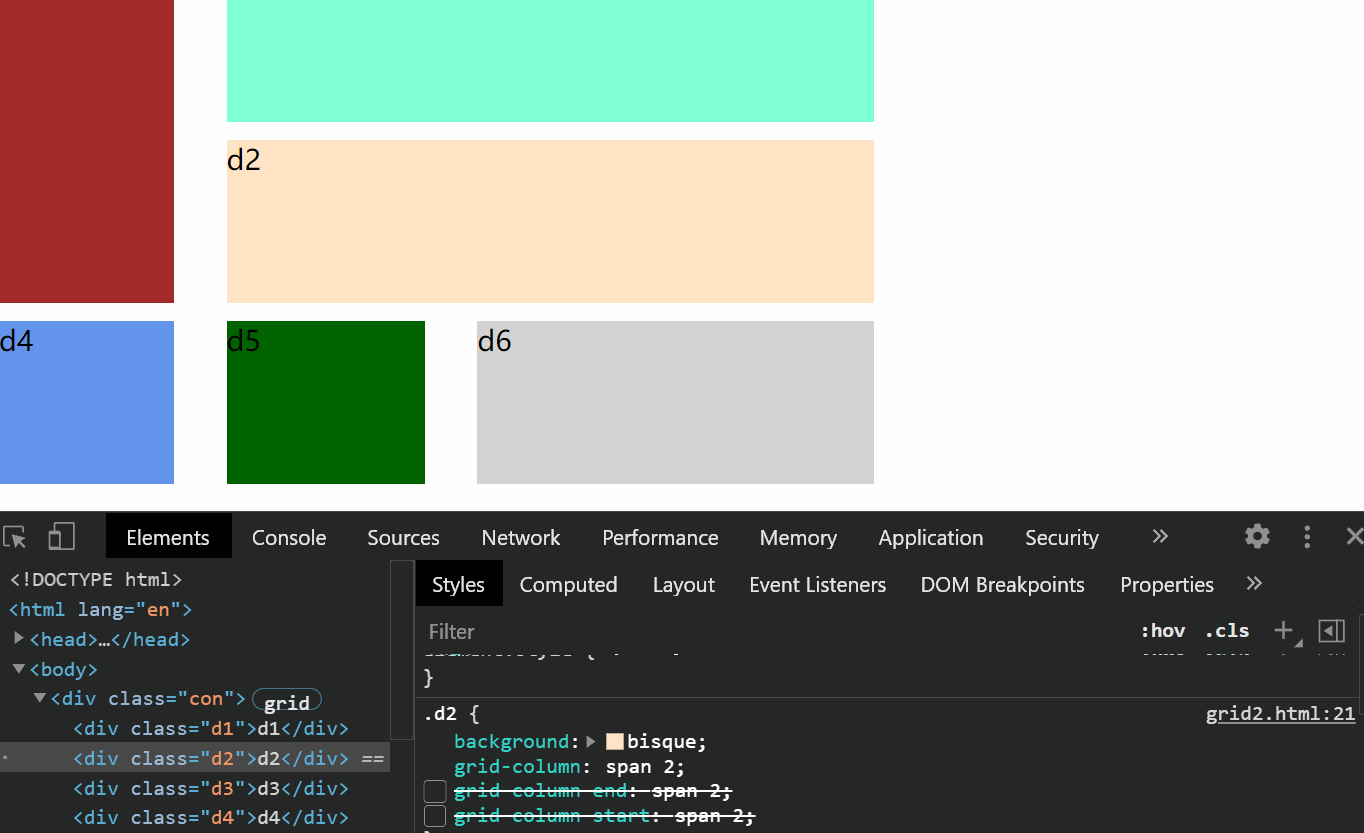 d2
d4 d5 d6
Elements Console Sources Network Performance Memory Application Security
<!DOCTYPE html>
<html lang="en">
<head>…</head>
<body>
<div class="con"> grid
<div class="d1">d1</div>
<div class="d2">d2</div> ==
<div class="d3">d3</div>
<div class="d4">d4</div>
Styles Computed Layout Event Listeners DOM Breakpoints Properties
Filter :hov .cls
}
.d2 { grid2.html:21
background: bisque;
grid-column: span 2;
grid-column-end: span 2;
grid-column-start: span 2;